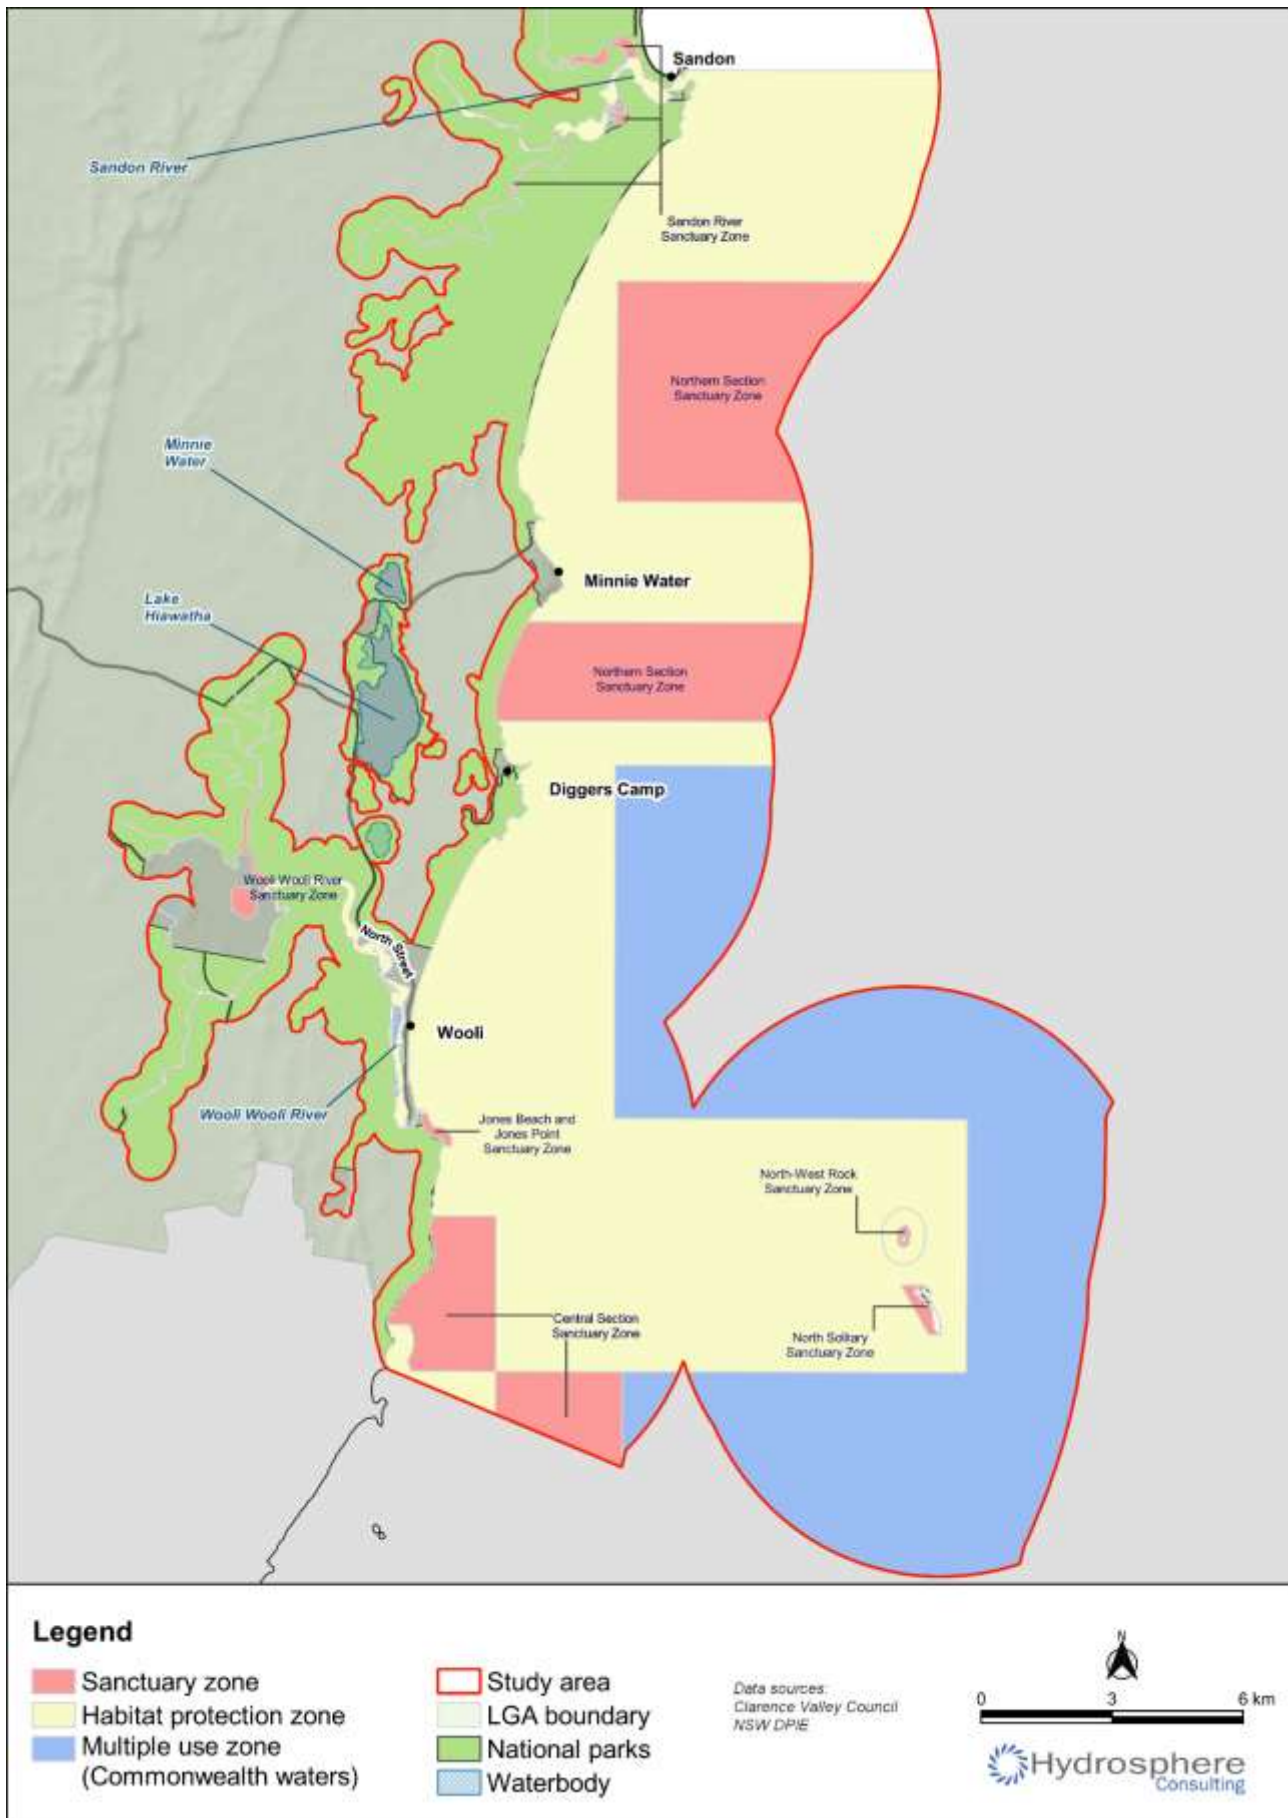 Sandon
Sandon River
Sandon River
Sanctuary Zone
Northern Section
Sanctuary Zone
Minnie
Water
Minnie Water
Lake
Hiawatha
Northern Section
Sanctuary Zone
Diggers Camp
Wooli Wooli River
Sanctuary Zone
North Street
Wooli
Wooli Wooli River
Jones Beach and
Jones Point
Sanctuary Zone
North-West Rock
Sanctuary Zone
Central Section
Sanctuary Zone
North Solitary
Sanctuary Zone
Legend
Sanctuary zone
Habitat protection zone
Multiple use zone
(Commonwealth waters)
Study area
LGA boundary
National parks
Waterbody
Data sources:
Clarence Valley Council
NSW DPIE
N
0 3 6 km
Hydrosphere
Consulting